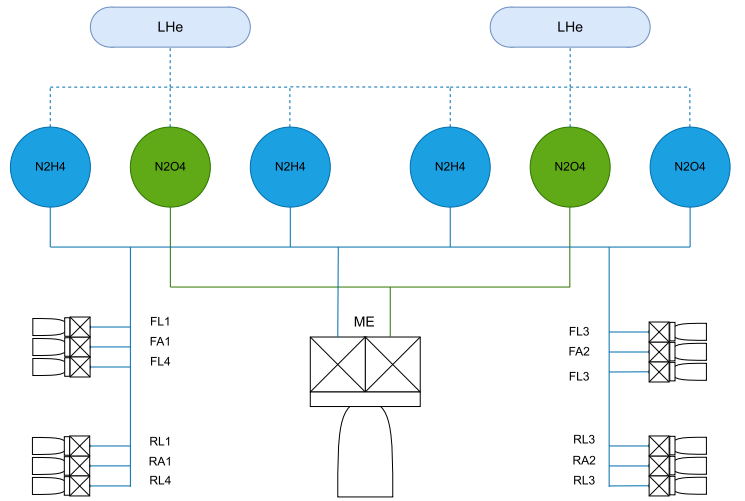 LHe
LHe
N2H4
N2O4
N2H4
N2H4
N2O4
N2O4
FL1
FA1
FL4
ME
FL3
FA2
FL3
RL1
RA1
RL4
RL3
RA2
RL3